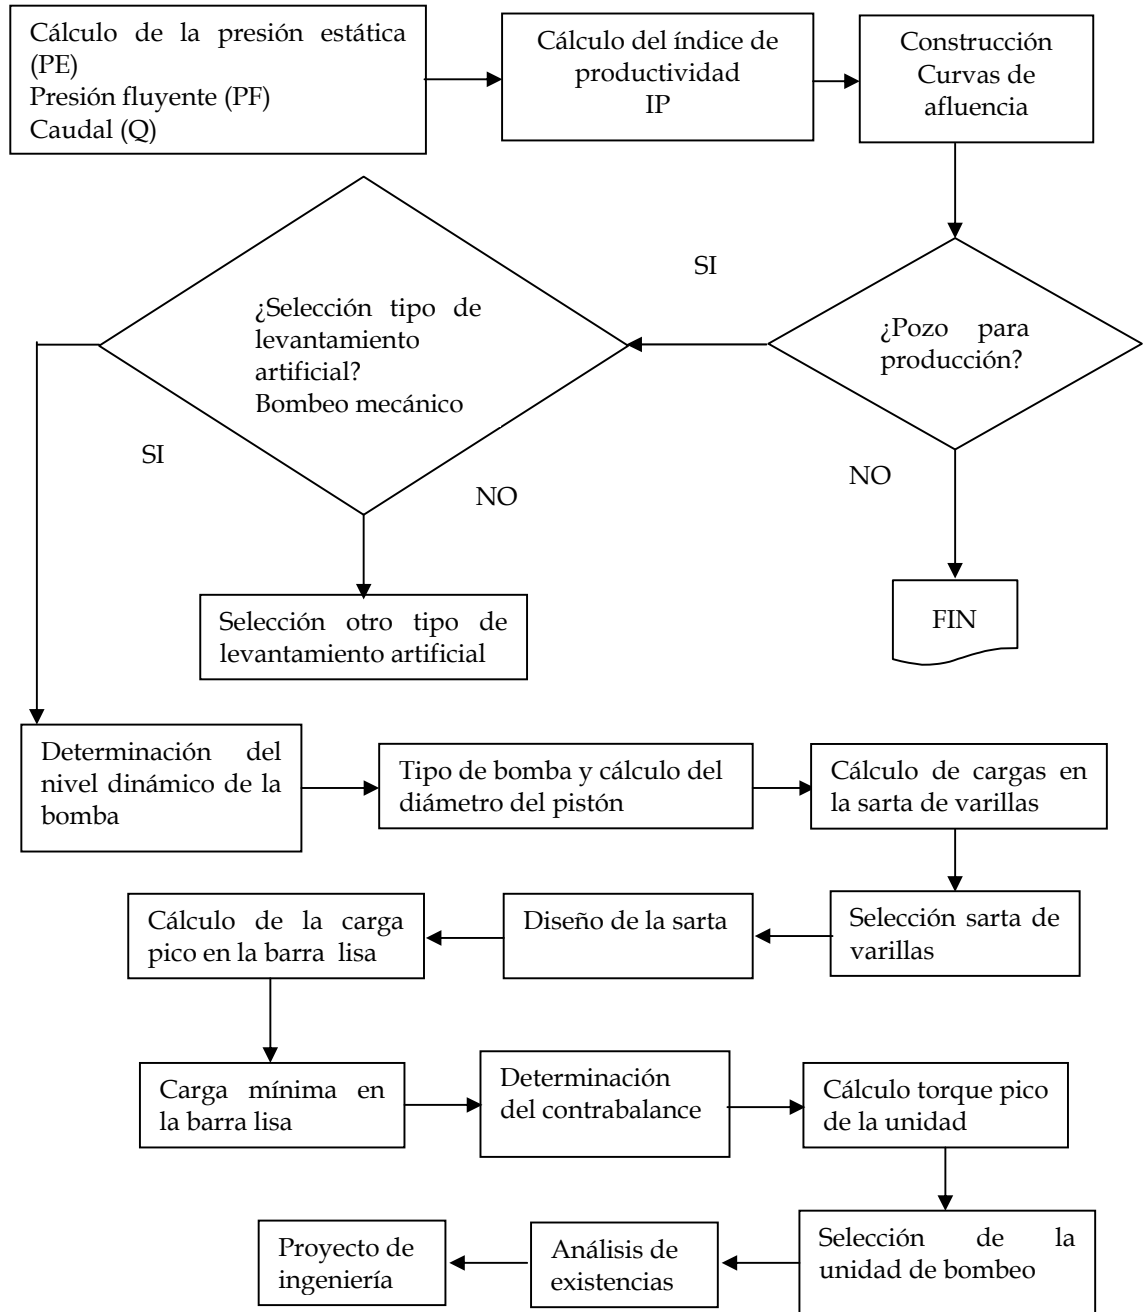 Cálculo de la presión estática
(PE)
Presión fluyente (PF)
Caudal (Q)
Cálculo del índice de
productividad
IP
Construcción
Curvas de
afluencia
SI
¿Pozo para
producción?
NO
FIN
¿Selección tipo de
levantamiento
artificial?
Bombeo mecánico
SI
NO
Selección otro tipo de
levantamiento artificial
Determinación del
nivel dinámico de la
bomba
Tipo de bomba y cálculo del
diámetro del pistón
Cálculo de cargas en
la sarta de varillas
Selección sarta de
varillas
Diseño de la sarta
Cálculo de la carga
pico en la barra lisa
Carga mínima en
la barra lisa
Determinación
del contrabalance
Cálculo torque pico
de la unidad
Selección de la
unidad de bombeo
Análisis de
existencias
Proyecto de
ingeniería